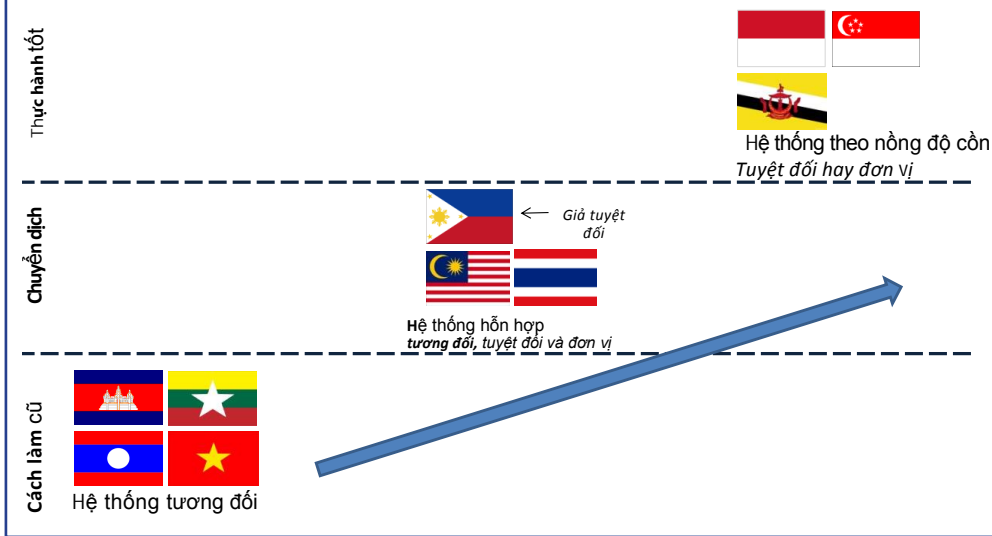 Thực hành tốt
Hệ thống theo nồng độ cồn
Tuyệt đối hay đơn vị
Chuyển dịch
Giả tuyệt
đối
Hệ thống hỗn hợp
tương đối, tuyệt đối và đơn vị
Cách làm cũ
Hệ thống tương đối